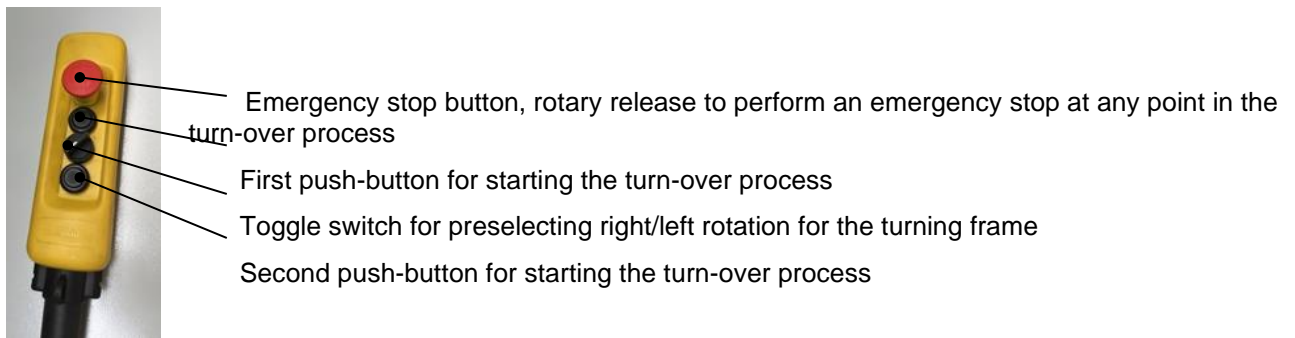 Emergency stop button, rotary release to perform an emergency stop at any point in the
turn-over process
First push-button for starting the turn-over process
Toggle switch for preselecting right/left rotation for the turning frame
Second push-button for starting the turn-over process